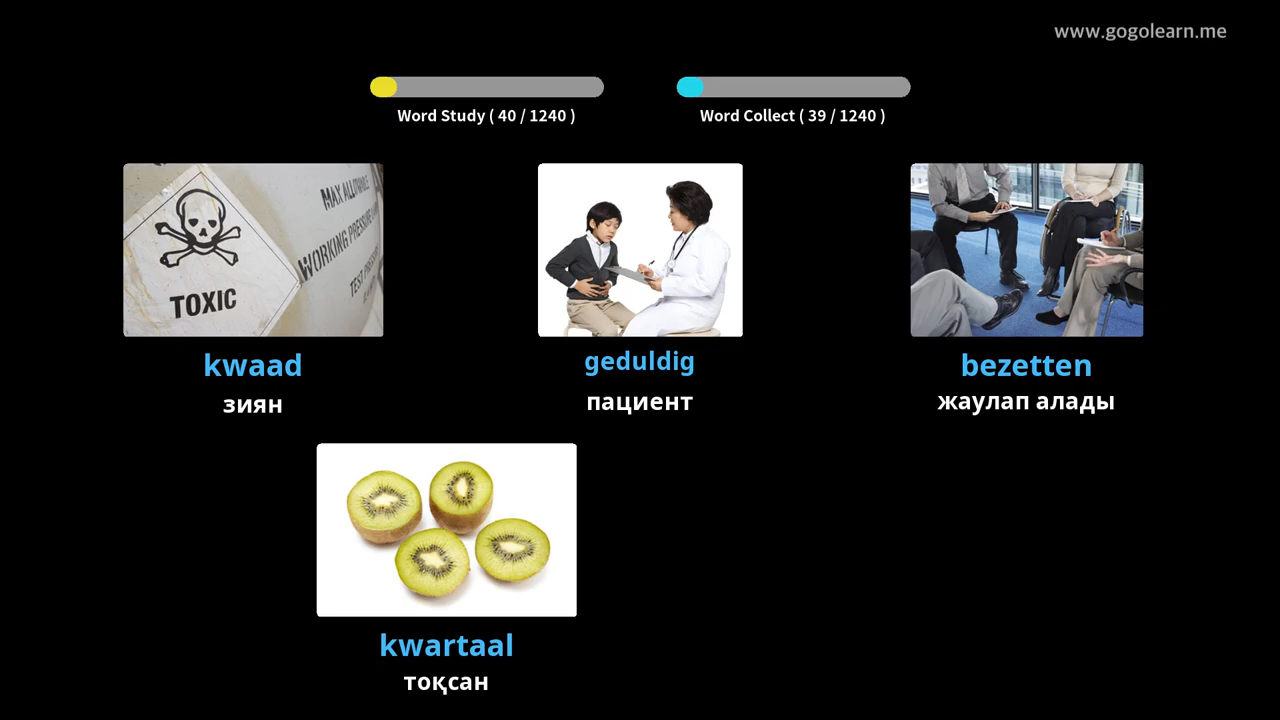 www.gogolearn.me
Word Study ( 40 / 1240 )
Word Collect ( 39 / 1240 )
MAX ALLOWABLE
WORKING PRESSURE
TEST PRESS
TOXIC
kwaad
geduldig
bezetten
зиян
пациент
жаулап алады
kwartaal
тоқсан